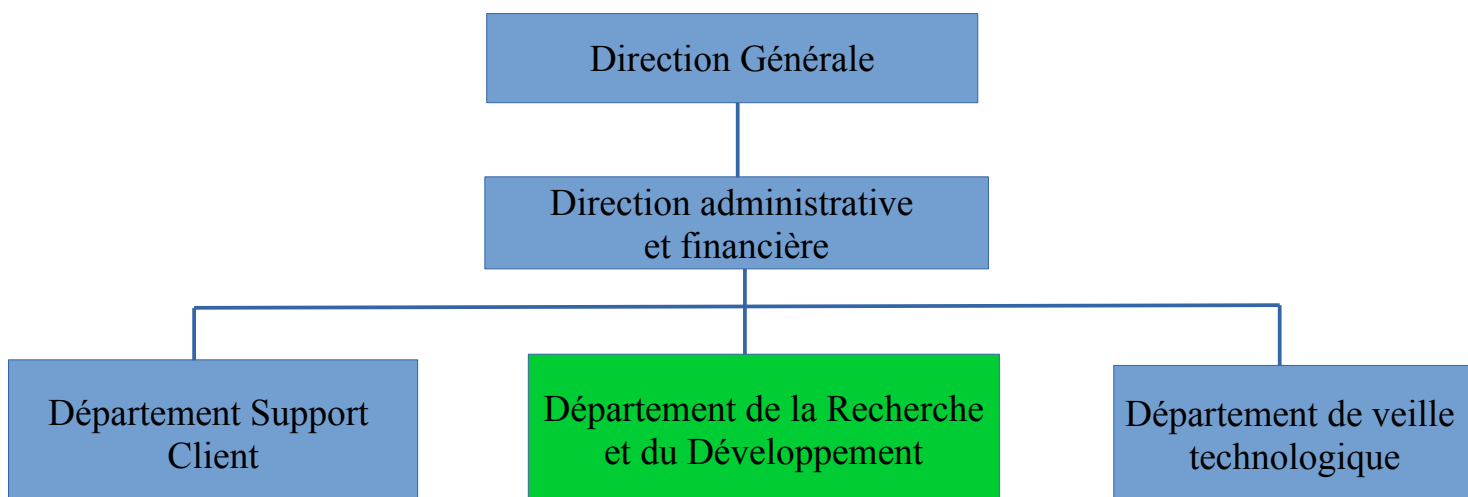 Direction Générale
Direction administrative
et financière
Département Support
Client
Département de la Recherche
et du Développement
Département de veille
technologique